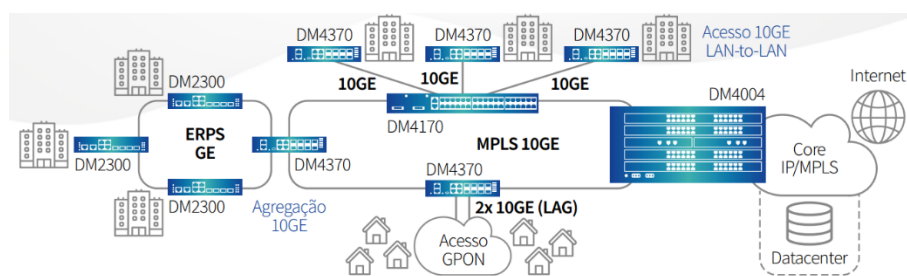 DM4370
DM4370
DM4370
Acesso 10GE
LAN-to-LAN
10GE
10GE
10GE
Internet
DM2300
DM4004
DM4170
DM2300
ERPS
GE
MPLS 10GE
Core
IP/MPLS
DM4370
DM4370
DM2300
Agregação
10GE
2x 10GE (LAG)
Acesso
GPON
Datacenter